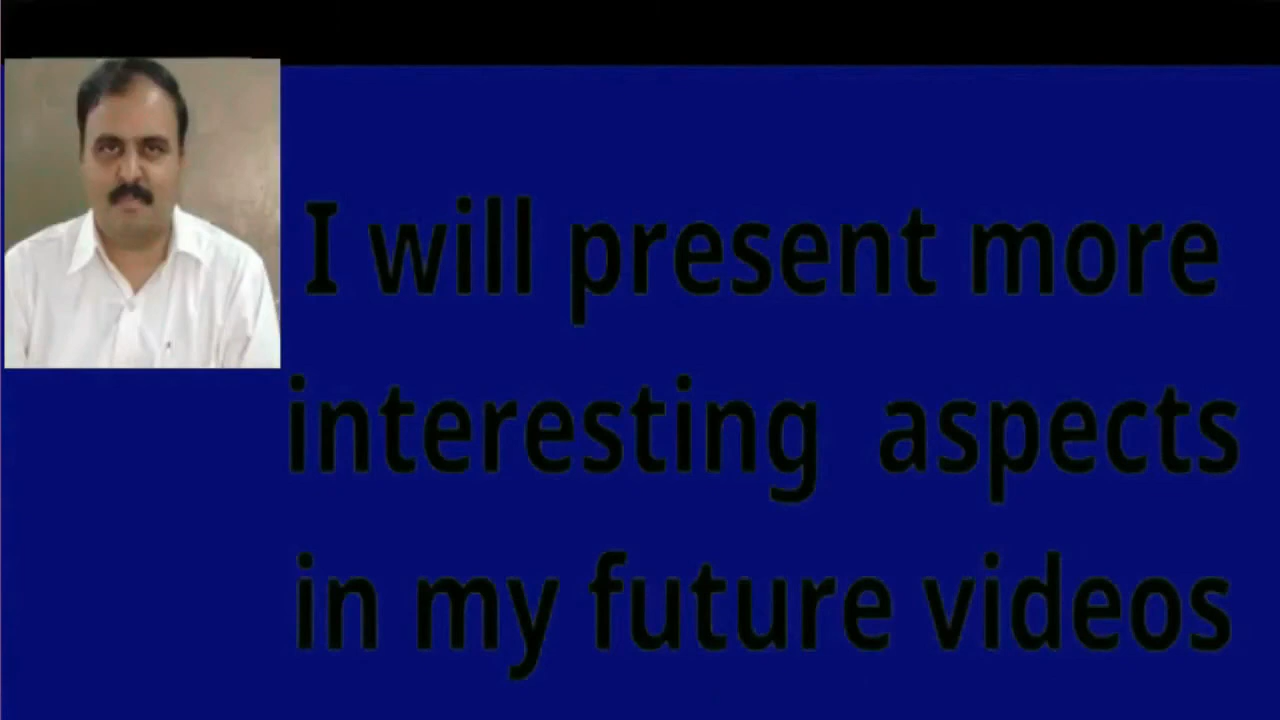 I will present more
interesting aspects
in my future videos